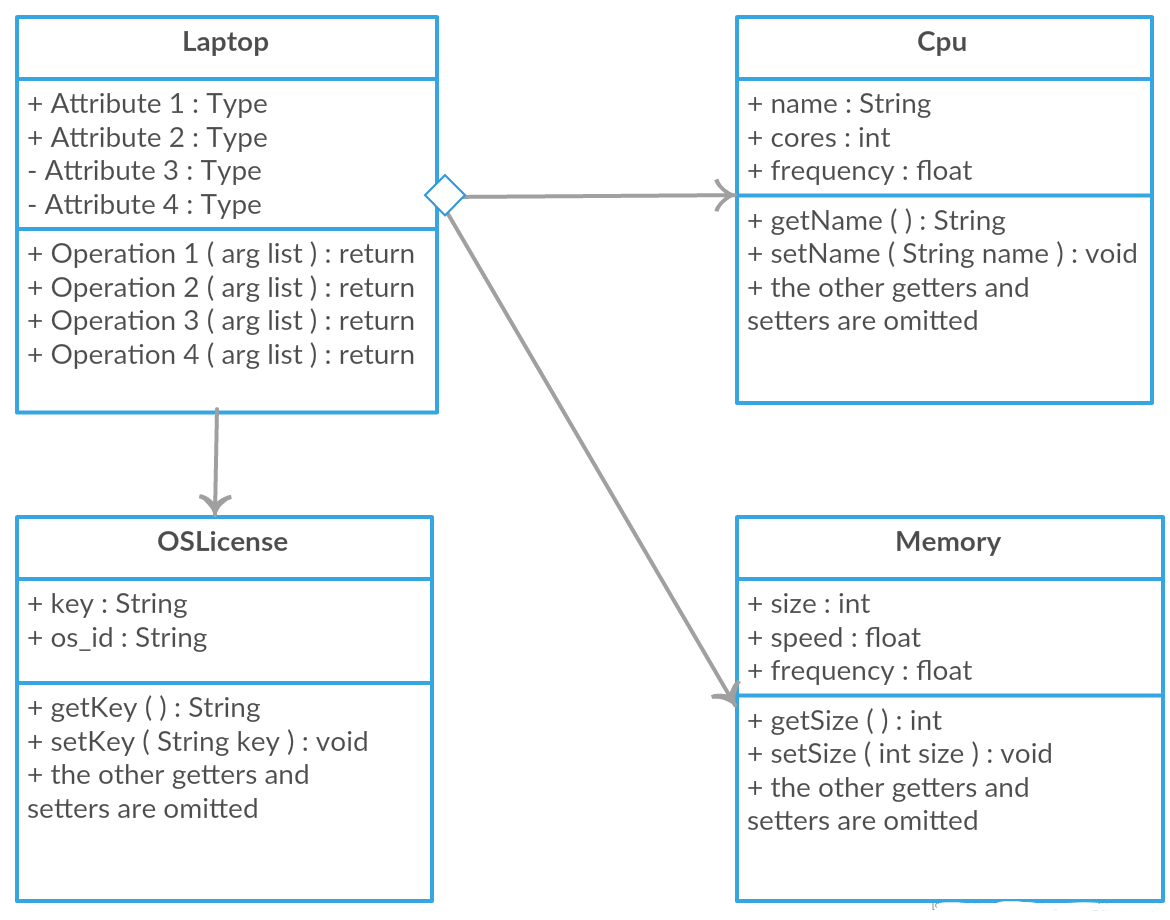 Laptop
+ Attribute 1 : Type
+ Attribute 2 : Type
- Attribute 3 : Type
- Attribute 4 : Type
+ Operation 1 ( arg list ) : return
+ Operation 2 ( arg list ) : return
+ Operation 3 ( arg list ) : return
+ Operation 4 ( arg list ) : return
Cpu
+ name : String
+ cores : int
+ frequency : float
+ getName ( ) : String
+ setName ( String name ) : void
+ the other getters and
setters are omitted
OSLicense
+ key : String
+ os_id : String
+ getKey ( ) : String
+ setKey ( String key ) : void
+ the other getters and
setters are omitted
Memory
+ size : int
+ speed : float
+ frequency : float
+ getSize ( ) : int
+ setSize ( int size ) : void
+ the other getters and
setters are omitted